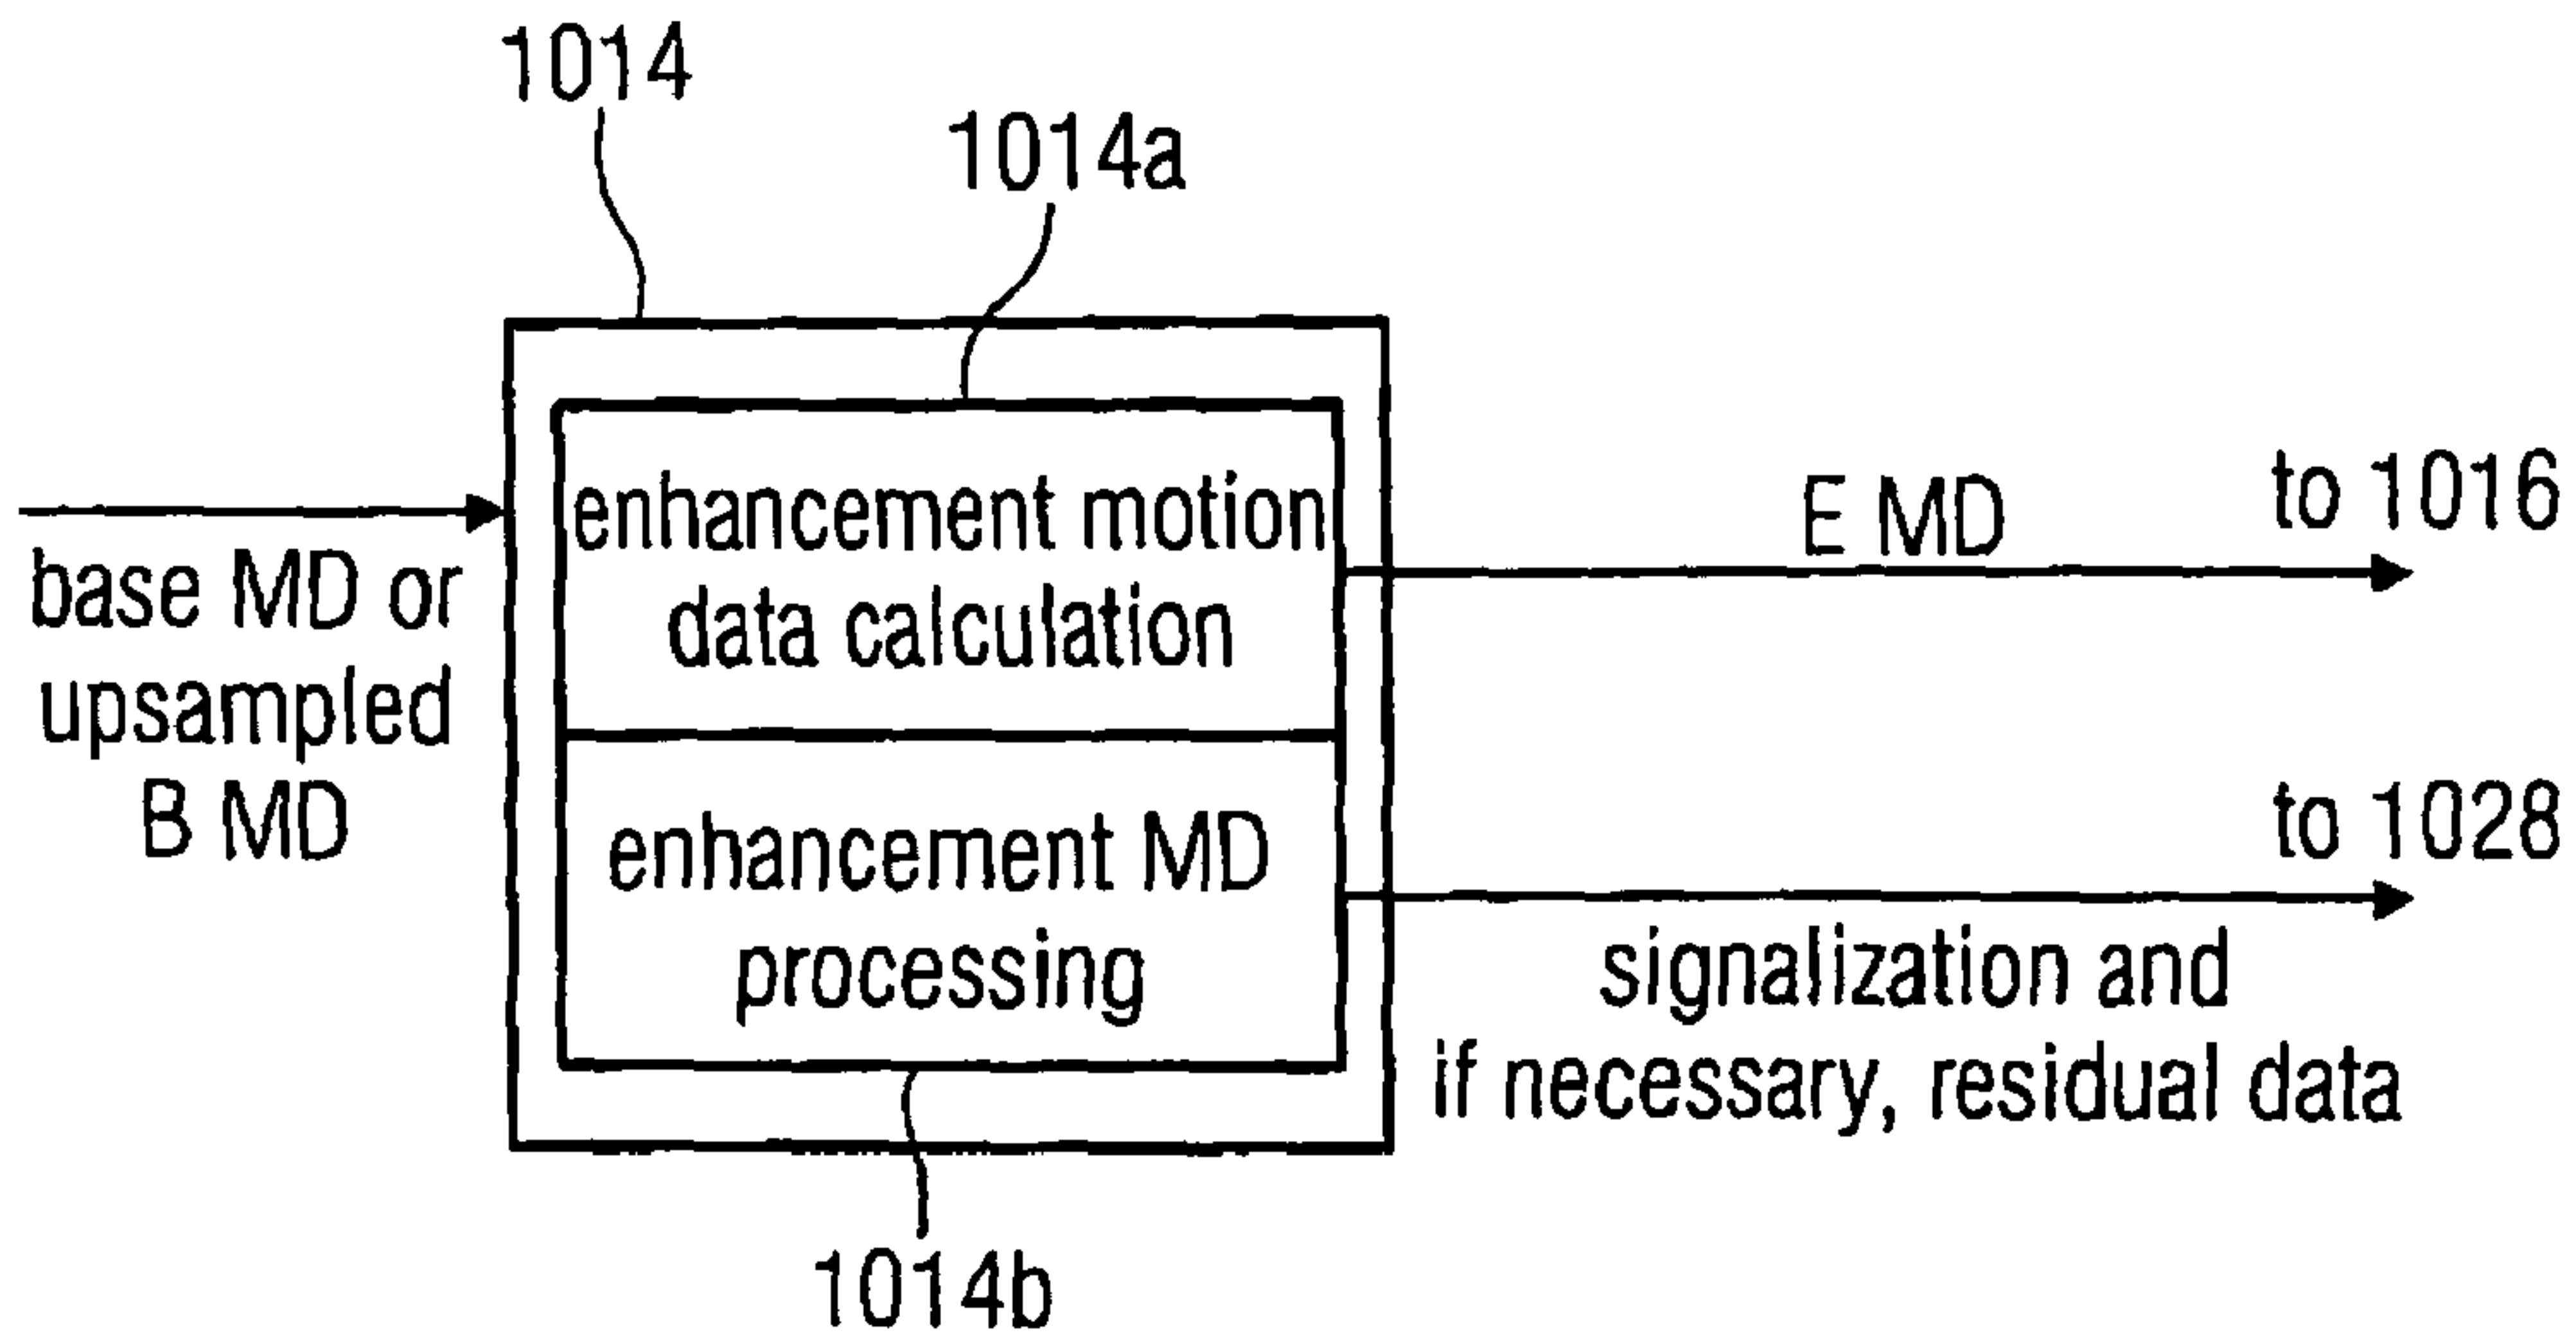 1014
1014a
enhancement motion
data calculation
base MD or
upsampled
B MD
E MD
to 1016
enhancement MD
processing
to 1028
signalization and
if necessary, residual data
1014b